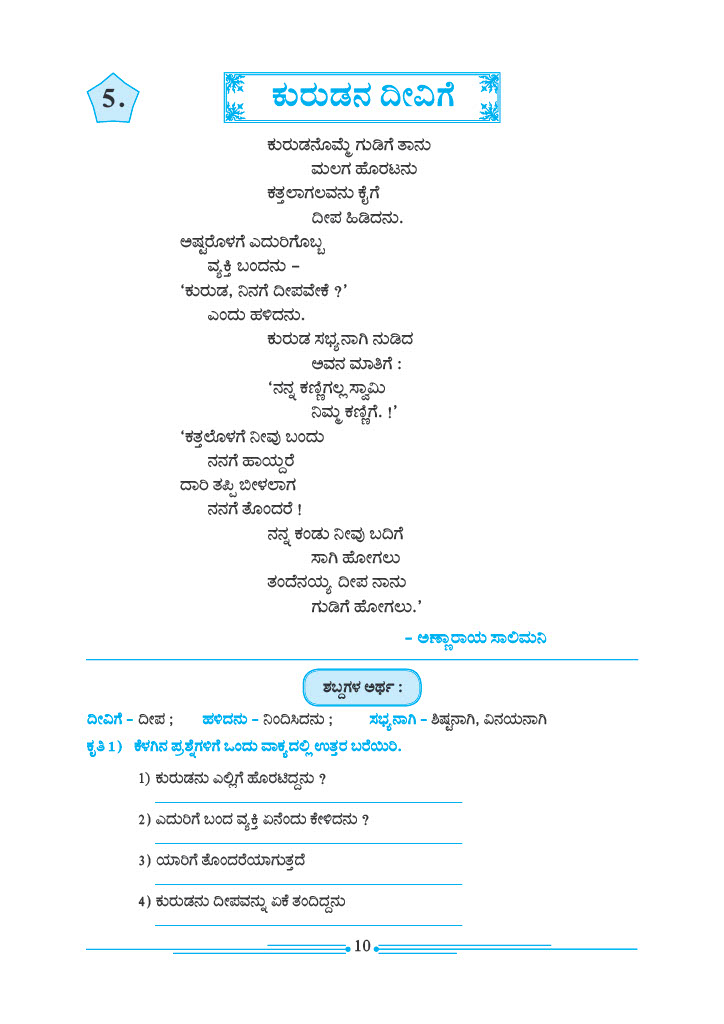 5.
ಕುರುಡನ ದೀವಿಗೆ
ಕುರುಡನೊಮ್ಮೆ ಗುಡಿಗೆ ತಾನು
ಮಲಗ ಹೊರಟನು
ಕತ್ತಲಾಗಲವನು ಕೈಗೆ
ದೀಪ ಹಿಡಿದನು.
ಅಷ್ಟರೊಳಗೆ ಎದುರಿಗೊಬ್ಬ
ವ್ಯಕ್ತಿ ಬಂದನು –
‘ಕುರುಡ, ನಿನಗೆ ದೀಪವೇಕೆ ?’
ಎಂದು ಹಳಿದನು.
ಕುರುಡ ಸಭ್ಯನಾಗಿ ನುಡಿದ
ಅವನ ಮಾತಿಗೆ :
‘ನನ್ನ ಕಣ್ಣಿಗಲ್ಲ ಸ್ವಾಮಿ
ನಿಮ್ಮ ಕಣ್ಣಿಗೆ. !’
‘ಕತ್ತಲೊಳಗೆ ನೀವು ಬಂದು
ನನಗೆ ಹಾಯ್ದರೆ
ದಾರಿ ತಪ್ಪಿ ಬೀಳಲಾಗ
ನನಗೆ ತೊಂದರೆ !
ನನ್ನ ಕಂಡು ನೀವು ಬದಿಗೆ
ಸಾಗಿ ಹೋಗಲು
ತಂದೆನಯ್ಯ ದೀಪ ನಾನು
ಗುಡಿಗೆ ಹೋಗಲು.’
– ಅಣ್ಣಾರಾಯ ಸಾಲಿಮನಿ
ಶಬ್ದಗಳ ಅರ್ಥ :
ದೀವಿಗೆ – ದೀಪ ; ಹಳಿದನು – ನಿಂದಿಸಿದನು ; ಸಭ್ಯನಾಗಿ – ಶಿಷ್ಟನಾಗಿ, ವಿನಯನಾಗಿ
ಕೃತಿ 1) ಕೆಳಗಿನ ಪ್ರಶ್ನೆಗಳಿಗೆ ಒಂದು ವಾಕ್ಯದಲ್ಲಿ ಉತ್ತರ ಬರೆಯಿರಿ.
1) ಕುರುಡನು ಎಲ್ಲಿಗೆ ಹೊರಟಿದ್ದನು ?
2) ಎದುರಿಗೆ ಬಂದ ವ್ಯಕ್ತಿ ಏನೆಂದು ಕೇಳಿದನು ?
3) ಯಾರಿಗೆ ತೊಂದರೆಯಾಗುತ್ತದೆ
4) ಕುರುಡನು ದೀಪವನ್ನು ಏಕೆ ತಂದಿದ್ದನು
10